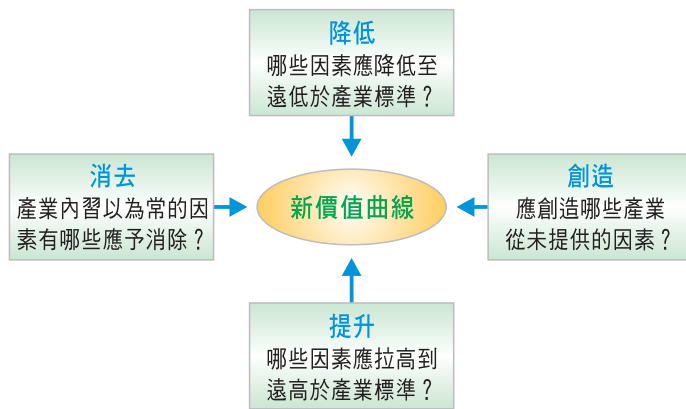 降低
哪些因素應降低至
遠低於產業標準？
消去
產業內習以為常的因
素有哪些應予消除？
新價值曲線
創造
應創造哪些產業
從未提供的因素？
提升
哪些因素應拉高到
遠高於產業標準？